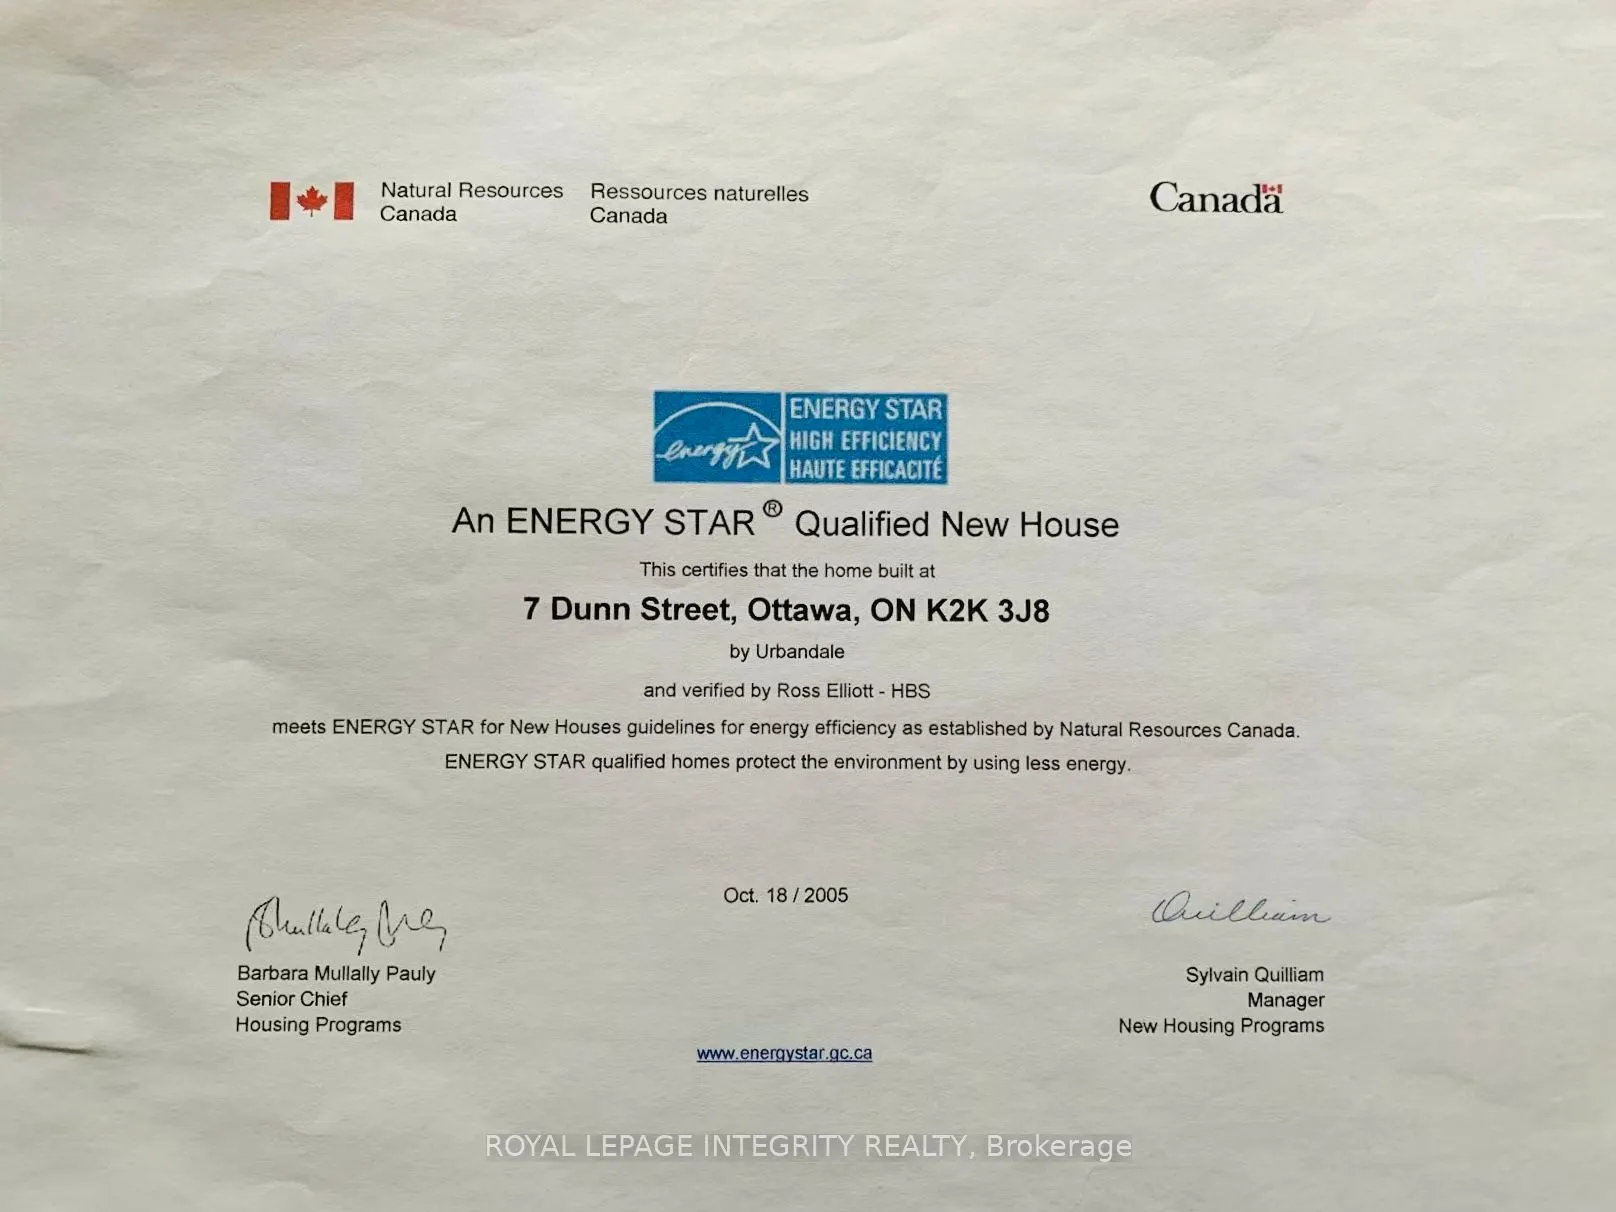 Natural Resources Canada
Ressources naturelles Canada
Canada
energy
ENERGY STAR
HIGH EFFICIENCY
HAUTE EFFICACITÉ
An ENERGY STAR® Qualified New House
This certifies that the home built at
7 Dunn Street, Ottawa, ON K2K 3J8
by Urbandale
and verified by Ross Elliott - HBS
meets ENERGY STAR for New Houses guidelines for energy efficiency as established by Natural Resources Canada.
ENERGY STAR qualified homes protect the environment by using less energy.
Oct. 18 / 2005
Quilliam
Barbara Mullally Pauly
Senior Chief
Housing Programs
Sylvain Quilliam
Manager
New Housing Programs
www.energystar.gc.ca
ROYAL LEPAGE INTEGRITY REALTY, Brokerage